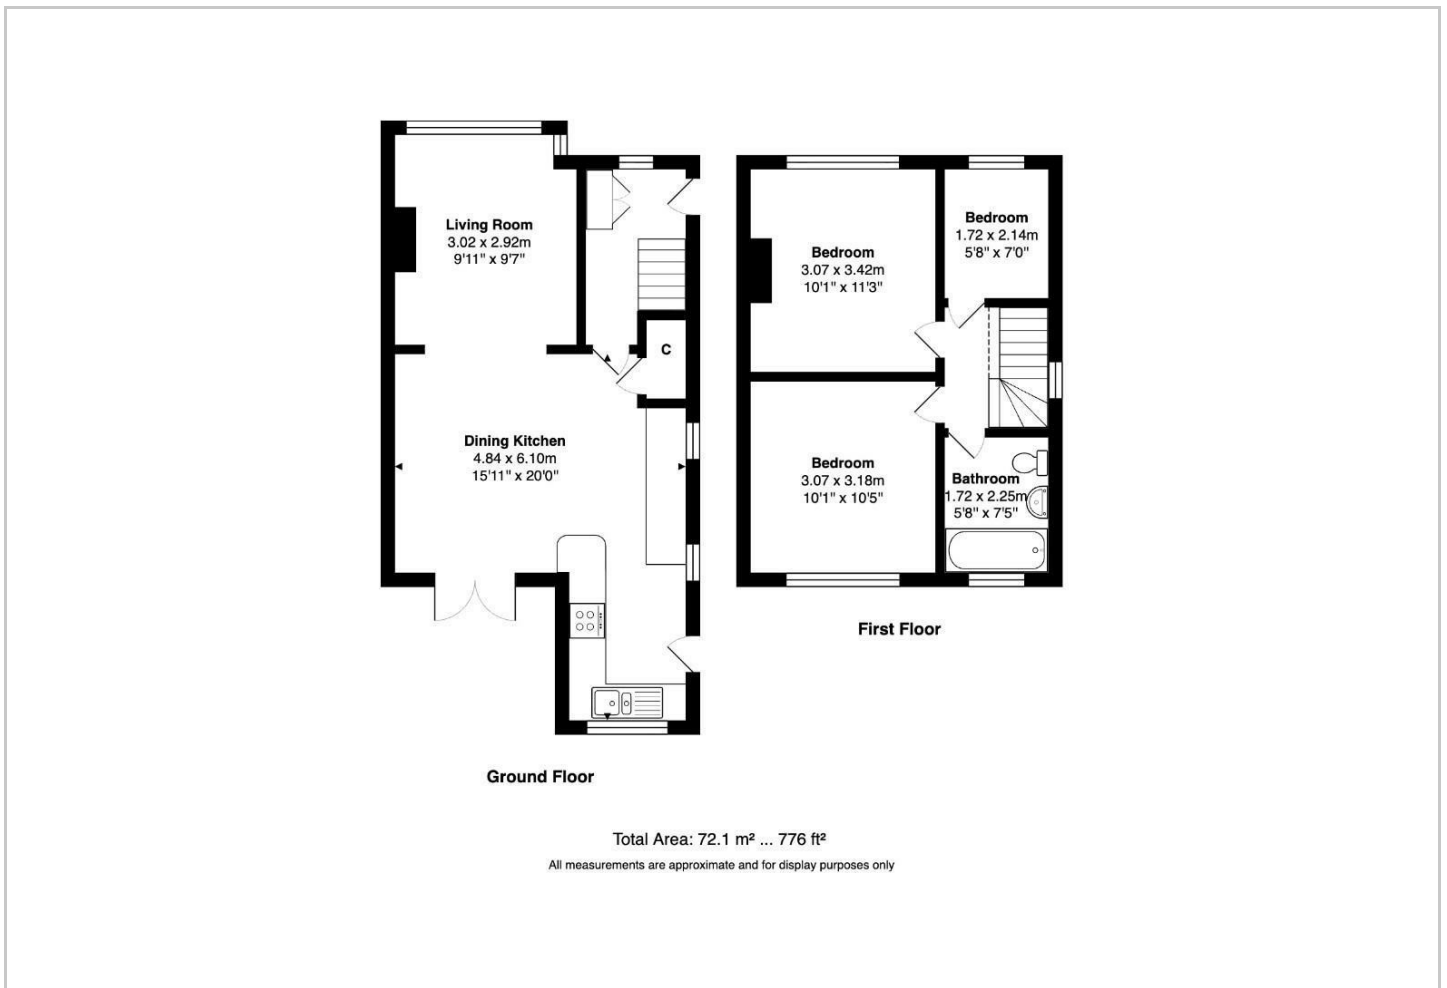 Living Room
3.02 x 2.92m
9'11" x 9'7"
C
Dining Kitchen
4.84 x 6.10m
15'11" x 20'0"
Ground Floor
Bedroom
3.07 x 3.42m
10'1" x 11'3"
Bedroom
1.72 x 2.14m
5'8" x 7'0"
Bedroom
3.07 x 3.18m
10'1" x 10'5"
Bathroom
1.72 x 2.25m
5'8" x 7'5"
First Floor
Total Area: 72.1 m² ... 776 ft²
All measurements are approximate and for display purposes only